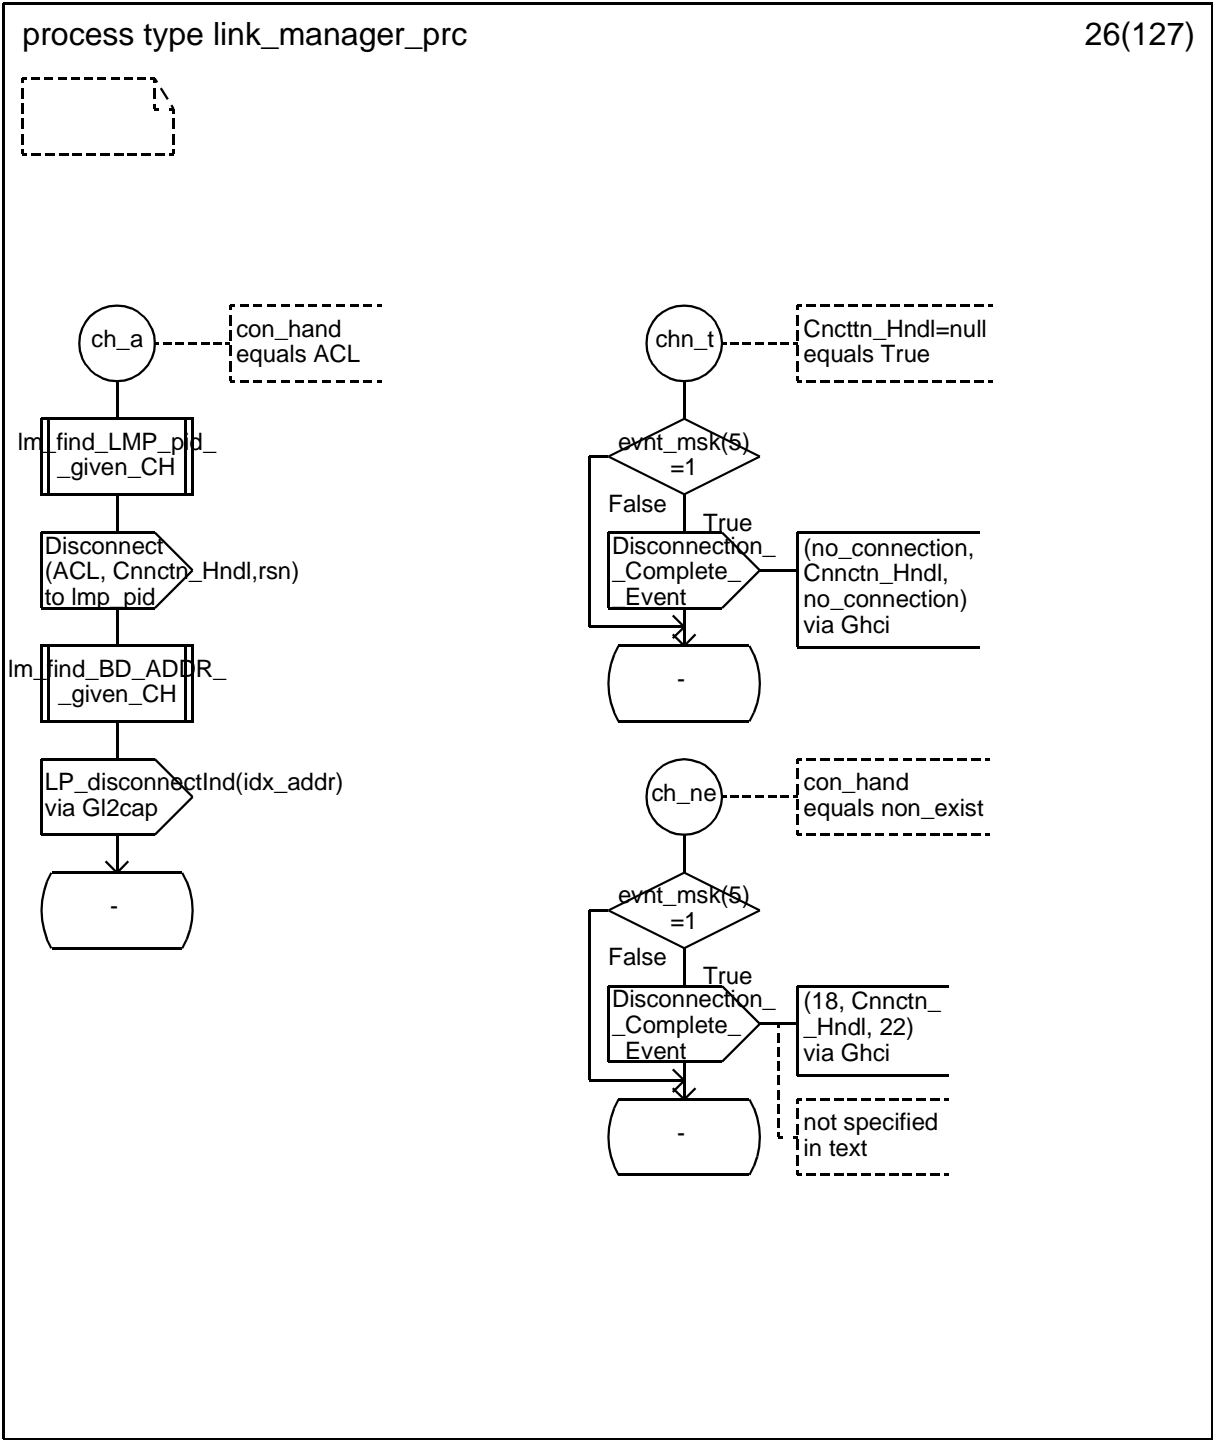 process type link_manager_prc
26(127)
ch_a
con_hand
equals ACL
lm_find_LMP_pid_
_given_CH
Disconnect
(ACL, Cnnctn_Hndl,rsn)
to lmp_pid
lm_find_BD_ADDR_
_given_CH
LP_disconnectInd(idx_addr)
via Gl2cap
-
chn_t
Cncttn_Hndl=null
equals True
evnt_msk(5)
=1
False
True
Disconnection_
_Complete_
_Event
(no_connection,
Cnnctn_Hndl,
no_connection)
via Ghci
-
ch_ne
con_hand
equals non_exist
evnt_msk(5)
=1
False
True
Disconnection_
_Complete_
_Event
(18, Cnnctn_
_Hndl, 22)
via Ghci
-
not specified
in text